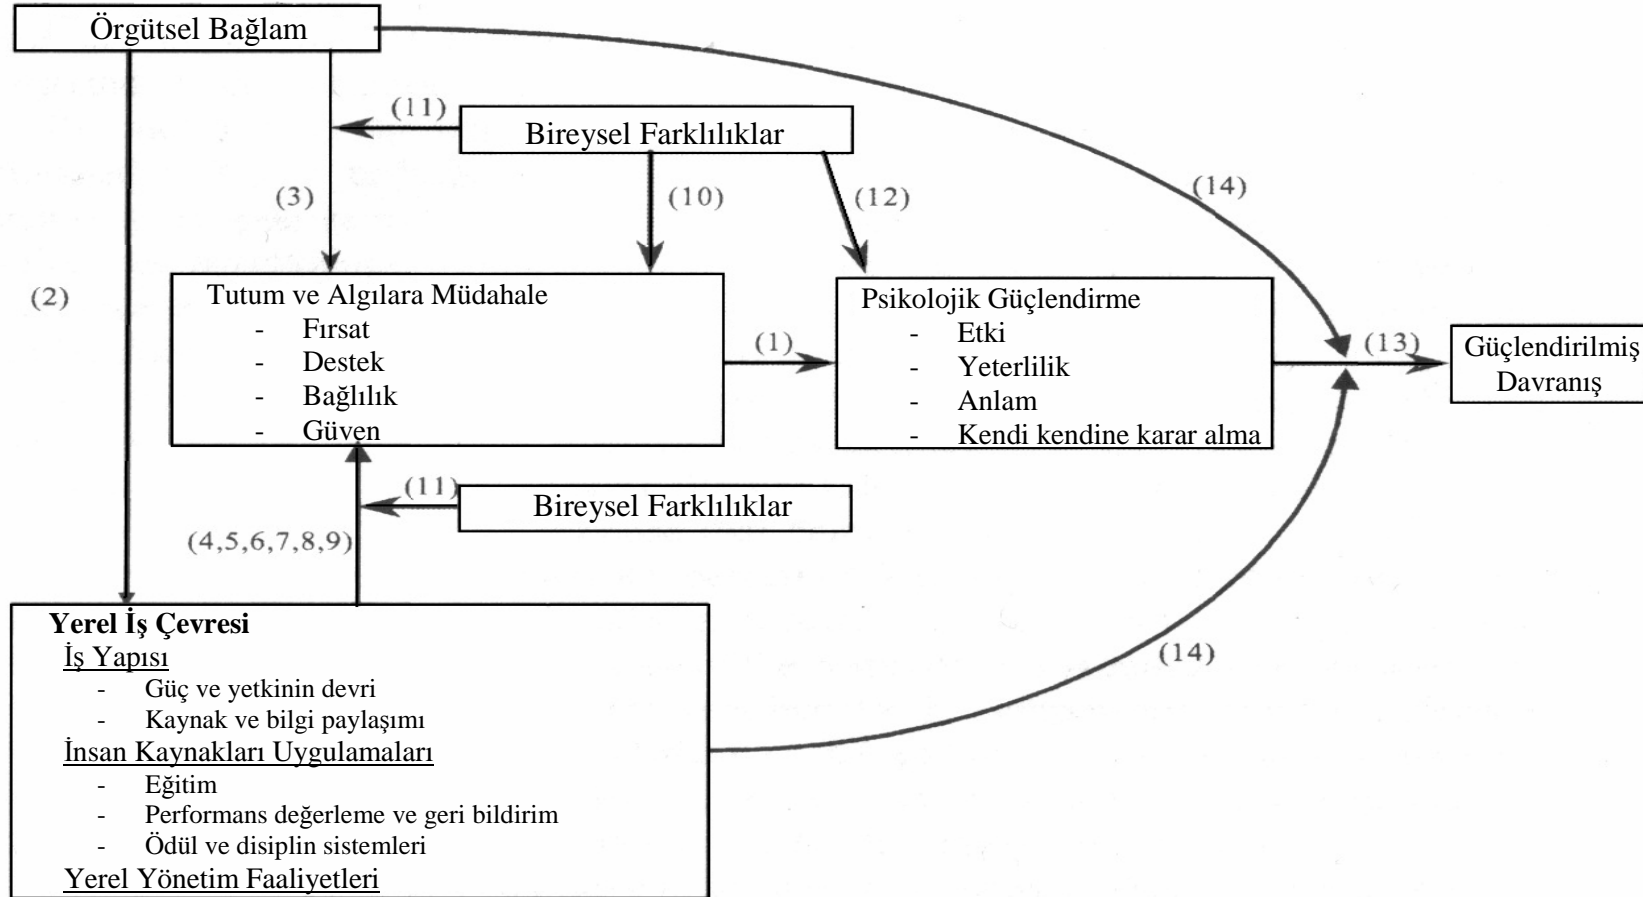 Örgütsel Bağlam
(11)
Bireysel Farklılıklar
(3)
(10)
(12)
(14)
(2)
Tutum ve Algılara Müdahale
- Fırsat
- Destek
- Bağlılık
- Güven
(1)
Psikolojik Güçlendirme
- Etki
- Yeterlilik
- Anlam
- Kendi kendine karar alma
(13)
Güçlendirilmiş
Davranış
(11)
Bireysel Farklılıklar
(4,5,6,7,8,9)
Yerel İş Çevresi
İş Yapısı
- Güç ve yetkinin devri
- Kaynak ve bilgi paylaşımı
İnsan Kaynakları Uygulamaları
- Eğitim
- Performans değerleme ve geri bildirim
- Ödül ve disiplin sistemleri
Yerel Yönetim Faaliyetleri
(14)